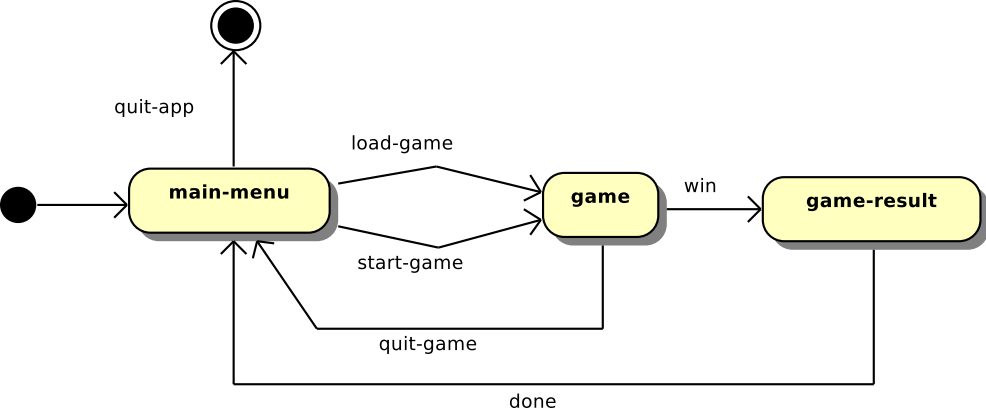 quit-app
load-game
main-menu
win
game
game-result
start-game
quit-game
done